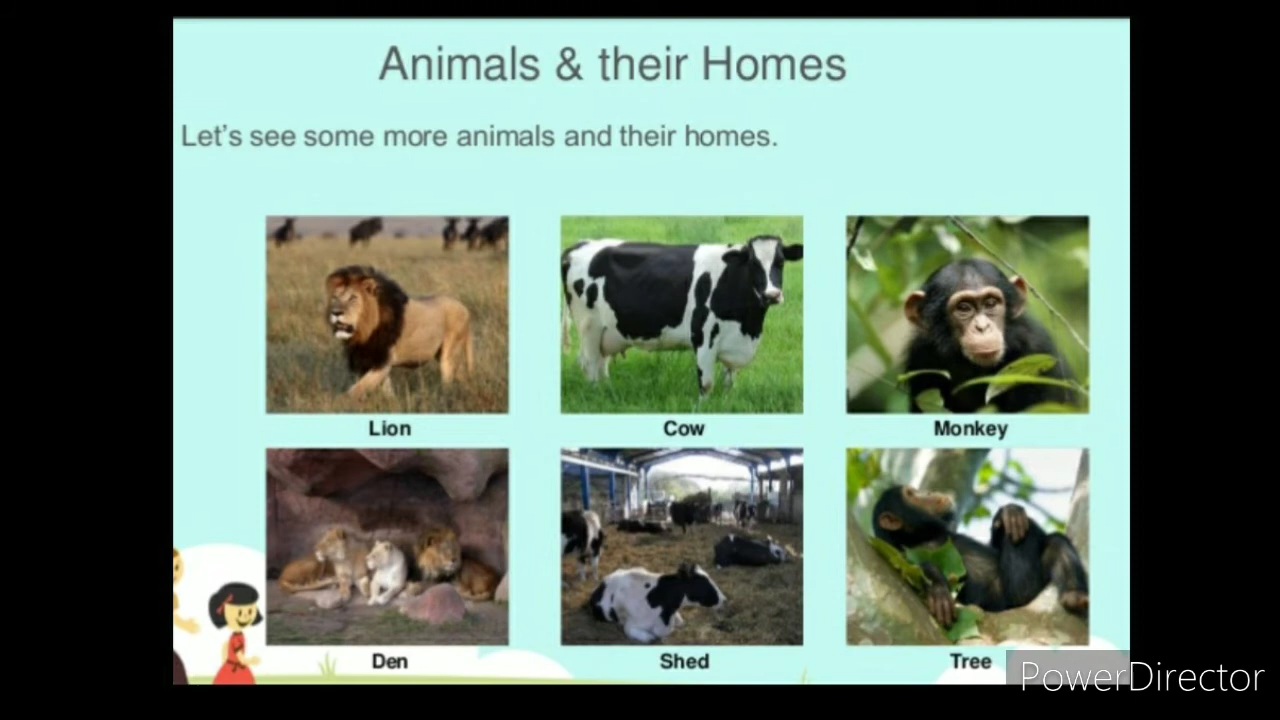 Animals & their Homes
Let's see some more animals and their homes.
Lion Cow Monkey
Den Shed Tree
PowerDirector